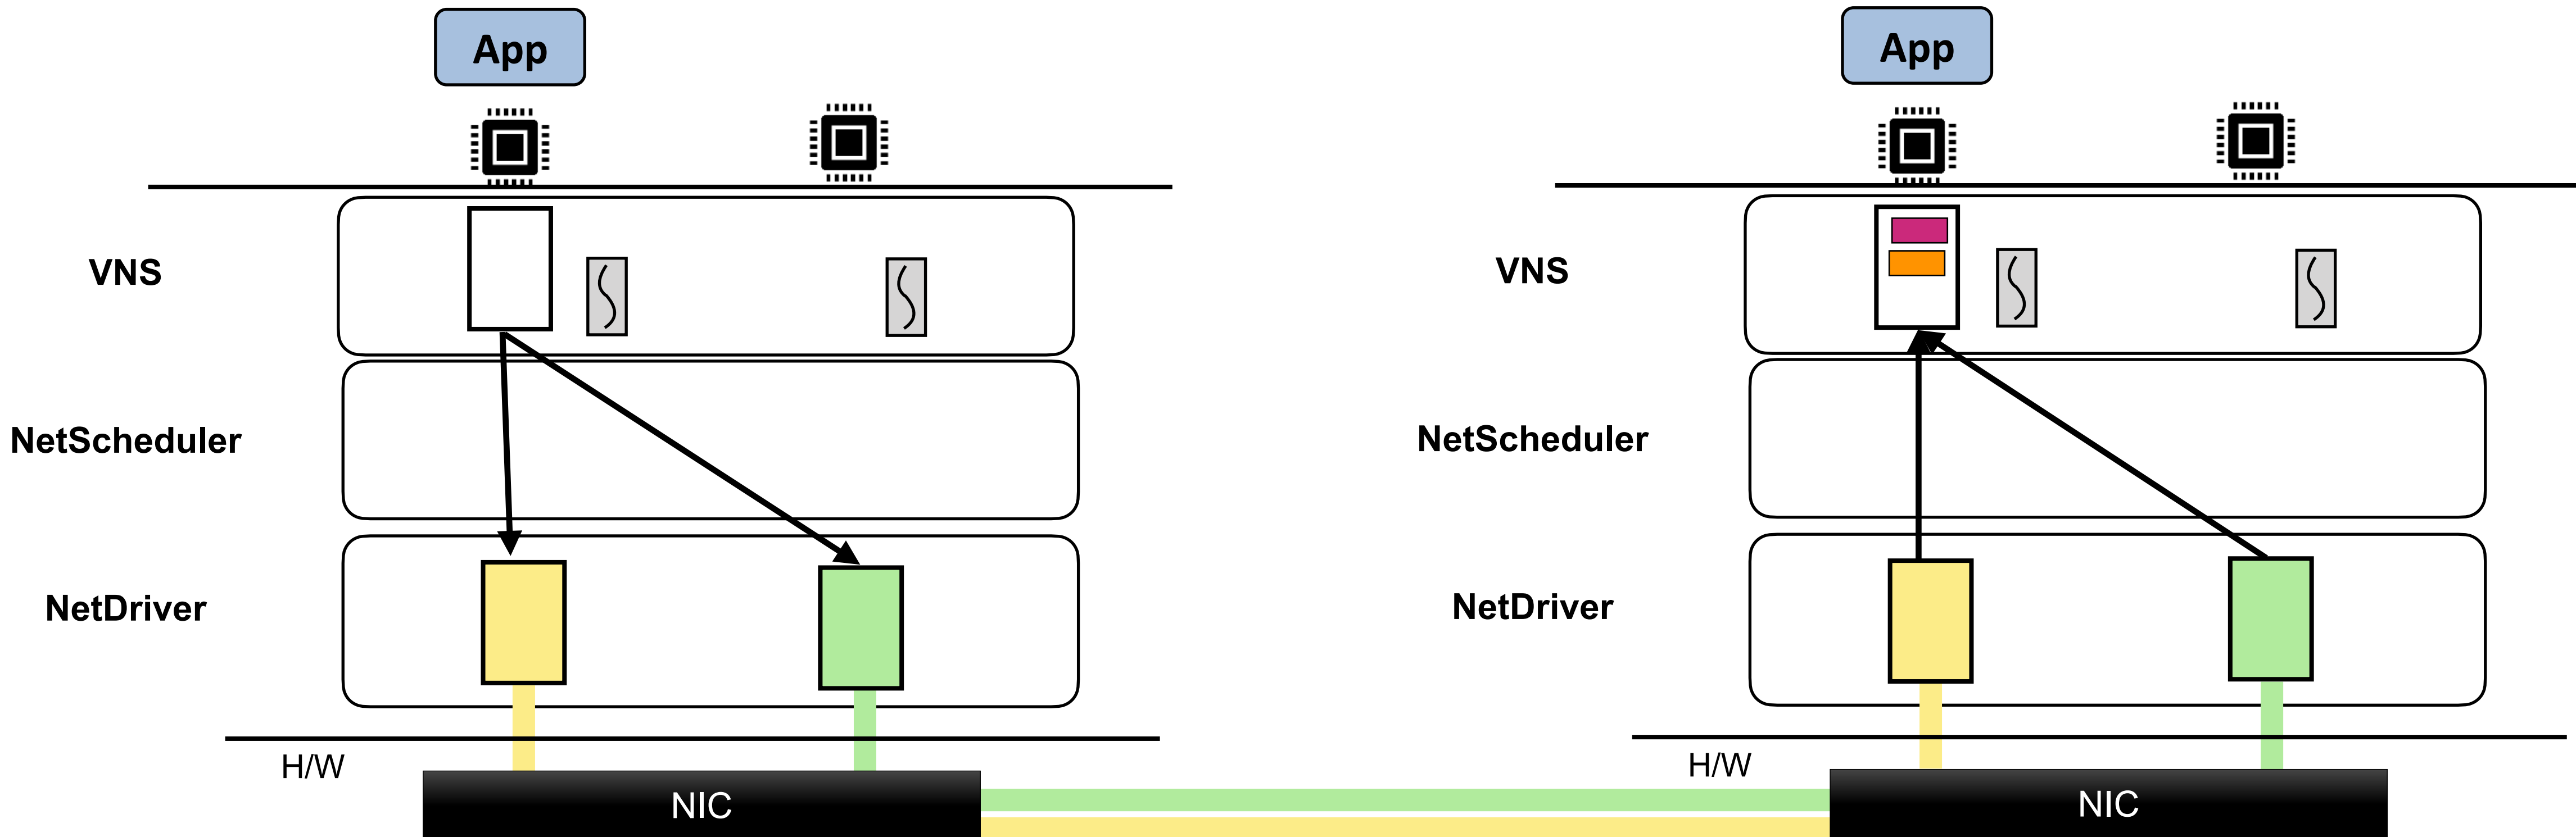 App
App
VNS
VNS
NetScheduler
NetScheduler
NetDriver
NetDriver
H/W
H/W
NIC
NIC